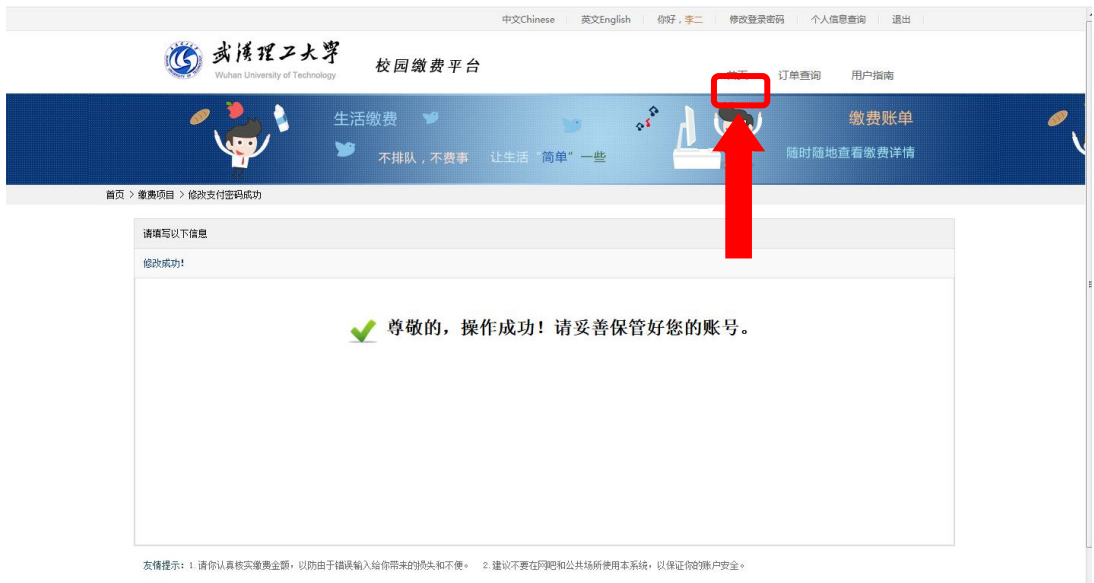 中文Chinese 英文English 你好，李二 修改登录密码 个人信息查询 退出
武汉理工大学
Wuhan University of Technology
校园缴费平台
首页 订单查询 用户指南
生活缴费
不排队，不费事 让生活“简单”一些
缴费账单
随时随地查看缴费详情
首页 > 缴费项目 > 修改支付密码成功
请填写以下信息
修改成功!
尊敬的，操作成功！请妥善保管好您的账号。
友情提示：1. 请你认真核实缴费金额，以防由于错误输入给你带来的损失和不便。 2. 建议不要在网吧和公共场所使用本系统，以保证你的账户安全。